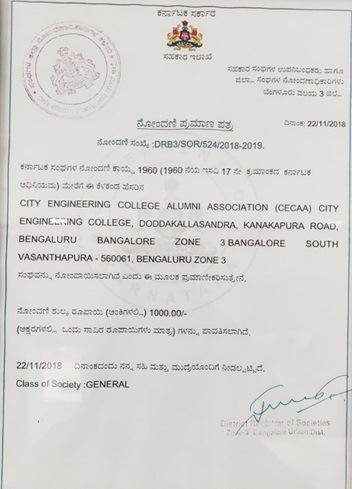 ಕರ್ನಾಟಕ ಸರ್ಕಾರ
ಸಹಕಾರ ಇಲಾಖೆ
ಸಹಕಾರ ಸಂಘಗಳ ಉಪನಿಬಂಧಕರು ಹಾಗೂ
ಜಿಲ್ಲಾ ಸಂಘಗಳ ನೋಂದಣಾಧಿಕಾರಿಗಳು
ಬೆಂಗಳೂರು ವಲಯ 3 ಜಿಲ್ಲೆ
ದಿನಾಂಕ: 22/11/2018
ನೋಂದಣಿ ಪ್ರಮಾಣ ಪತ್ರ
ನೋಂದಣಿ ಸಂಖ್ಯೆ :DRB3/SOR/524/2018-2019.
ಕರ್ನಾಟಕ ಸಂಘಗಳ ನೋಂದಣಿ ಕಾಯ್ದೆ 1960 (1960 ನೆಯ ಇಸವಿ 17 ನೇ ಕ್ರಮಾಂಕದ ಕರ್ನಾಟಕ
ಅಧಿನಿಯಮ) ಮೇರೆಗೆ ಈ ಕೆಳಕಂಡ ಹೆಸರಿನ
CITY ENGINEERING COLLEGE ALUMNI ASSOCIATION (CECAA) CITY
ENGINEERING COLLEGE, DODDAKALLASANDRA, KANAKAPURA ROAD,
BENGALURU BANGALORE ZONE 3 BANGALORE SOUTH
VASANTHAPURA - 560061, BENGALURU ZONE 3
ಸಂಘವನ್ನು ನೋಂದಾಯಿಸಲಾಗಿದೆ ಎಂದು ಈ ಮೂಲಕ ಪ್ರಮಾಣೀಕರಿಸುತ್ತೇನೆ.
ನೋಂದಣಿ ಶುಲ್ಕ ರೂಪಾಯಿ (ಅಂಕಿಗಳಲ್ಲಿ..) 1000.00/-
(ಅಕ್ಷರಗಳಲ್ಲಿ.. ಒಂದು ಸಾವಿರ ರೂಪಾಯಿಗಳು ಮಾತ್ರ) ಗಳನ್ನು ಪಾವತಿಸಲಾಗಿದೆ.
22/11/2018 ದಿನಾಂಕದಂದು ನನ್ನ ಸಹಿ ಮತ್ತು ಮುದ್ರೆಯೊಂದಿಗೆ ನೀಡಲ್ಪಟ್ಟಿದೆ.
Class of Society :GENERAL
District Registrar of Societies
Zone-3, Bangalore Urban Dist.